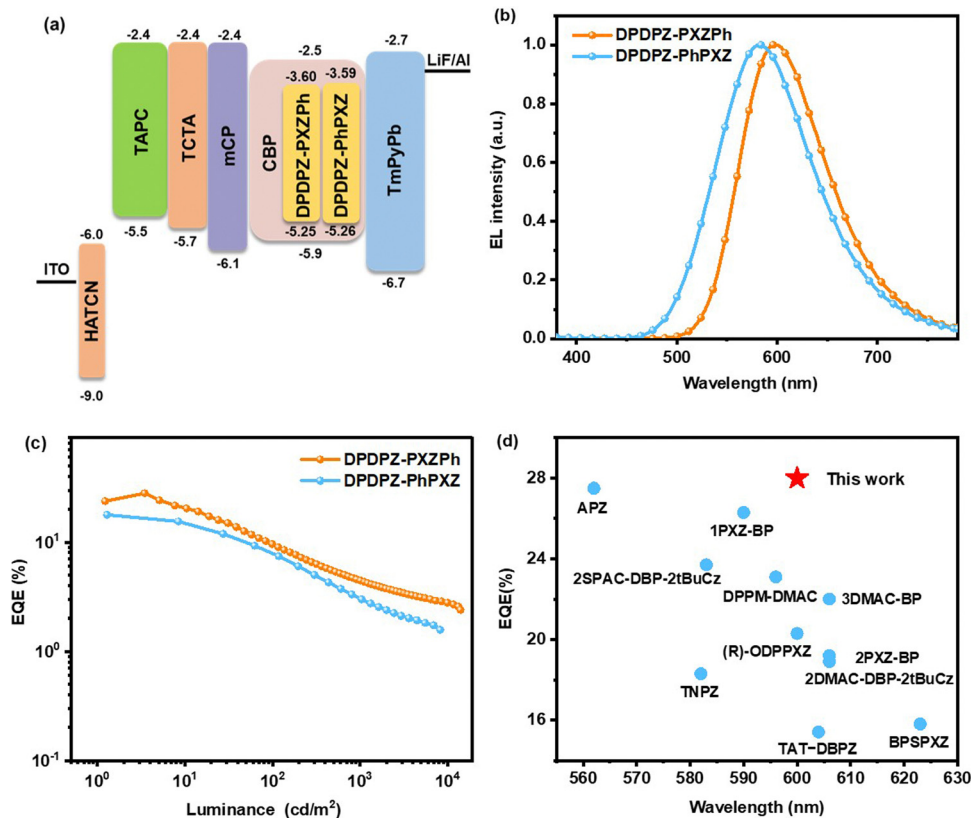 (a)
-2.4
-2.4
-2.4
-2.5
-2.7
LiF/Al
-3.60
-3.59
TAPC
TCTA
mCP
CBP
DPDPZ-PXZPh
DPDPZ-PhPXZ
TmPyPb
-5.5
-5.7
-6.1
-5.25
-5.26
-5.9
-6.7
-6.0
ITO
HATCN
-9.0
(b)
DPDPZ-PXZPh
DPDPZ-PhPXZ
EL intensity (a.u.)
1.0
0.8
0.6
0.4
0.2
0.0
400
500
600
700
Wavelength (nm)
(c)
DPDPZ-PXZPh
DPDPZ-PhPXZ
EQE (%)
10¹
10⁰
10⁻¹
10⁰
10¹
10²
10³
10⁴
Luminance (cd/m²)
(d)
EQE(%)
28
24
20
16
This work
APZ
1PXZ-BP
2SPAC-DBP-2tBuCz
DPPM-DMAC
3DMAC-BP
(R)-ODPPXZ
2PXZ-BP
2DMAC-DBP-2tBuCz
TNPZ
TAT-DBPZ
BPSPXZ
560
570
580
590
600
610
620
630
Wavelength (nm)